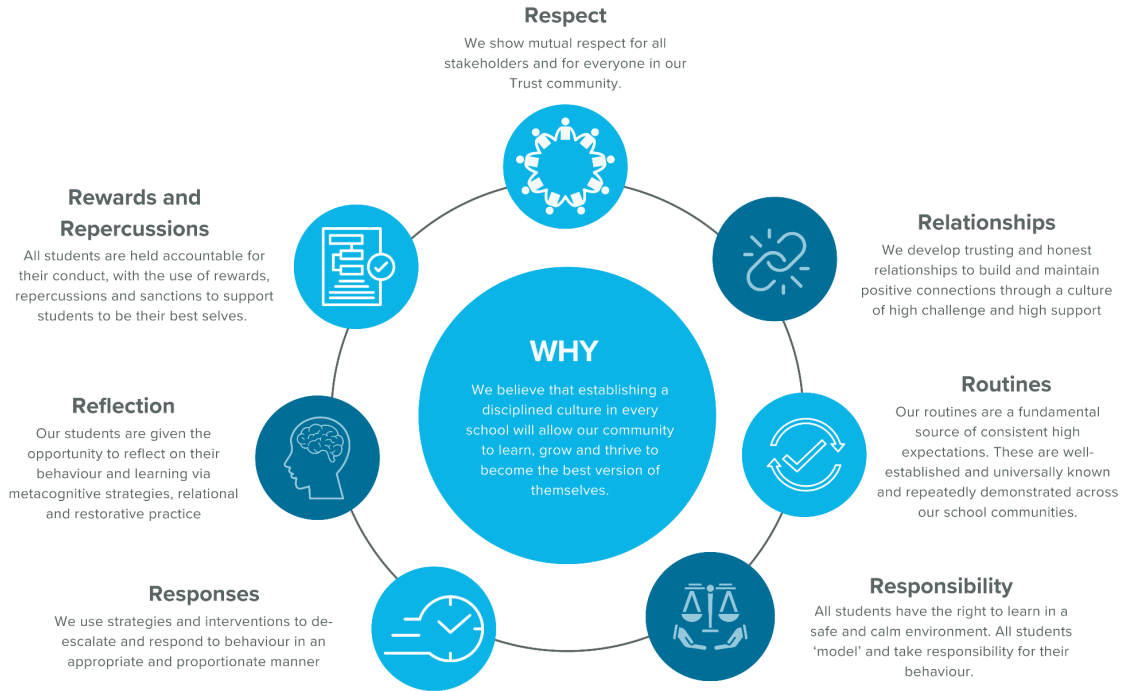 Respect
We show mutual respect for all
stakeholders and for everyone in our
Trust community.
Relationships
We develop trusting and honest
relationships to build and maintain
positive connections through a culture
of high challenge and high support
Routines
Our routines are a fundamental
source of consistent high
expectations. These are well-
established and universally known
and repeatedly demonstrated across
our school communities.
Responsibility
All students have the right to learn in a
safe and calm environment. All students
‘model’ and take responsibility for their
behaviour.
Responses
We use strategies and interventions to de-
escalate and respond to behaviour in an
appropriate and proportionate manner
Reflection
Our students are given the
opportunity to reflect on their
behaviour and learning via
metacognitive strategies, relational
and restorative practice
Rewards and
Repercussions
All students are held accountable for
their conduct, with the use of rewards,
repercussions and sanctions to support
students to be their best selves.
WHY
We believe that establishing a
disciplined culture in every
school will allow our community
to learn, grow and thrive to
become the best version of
themselves.